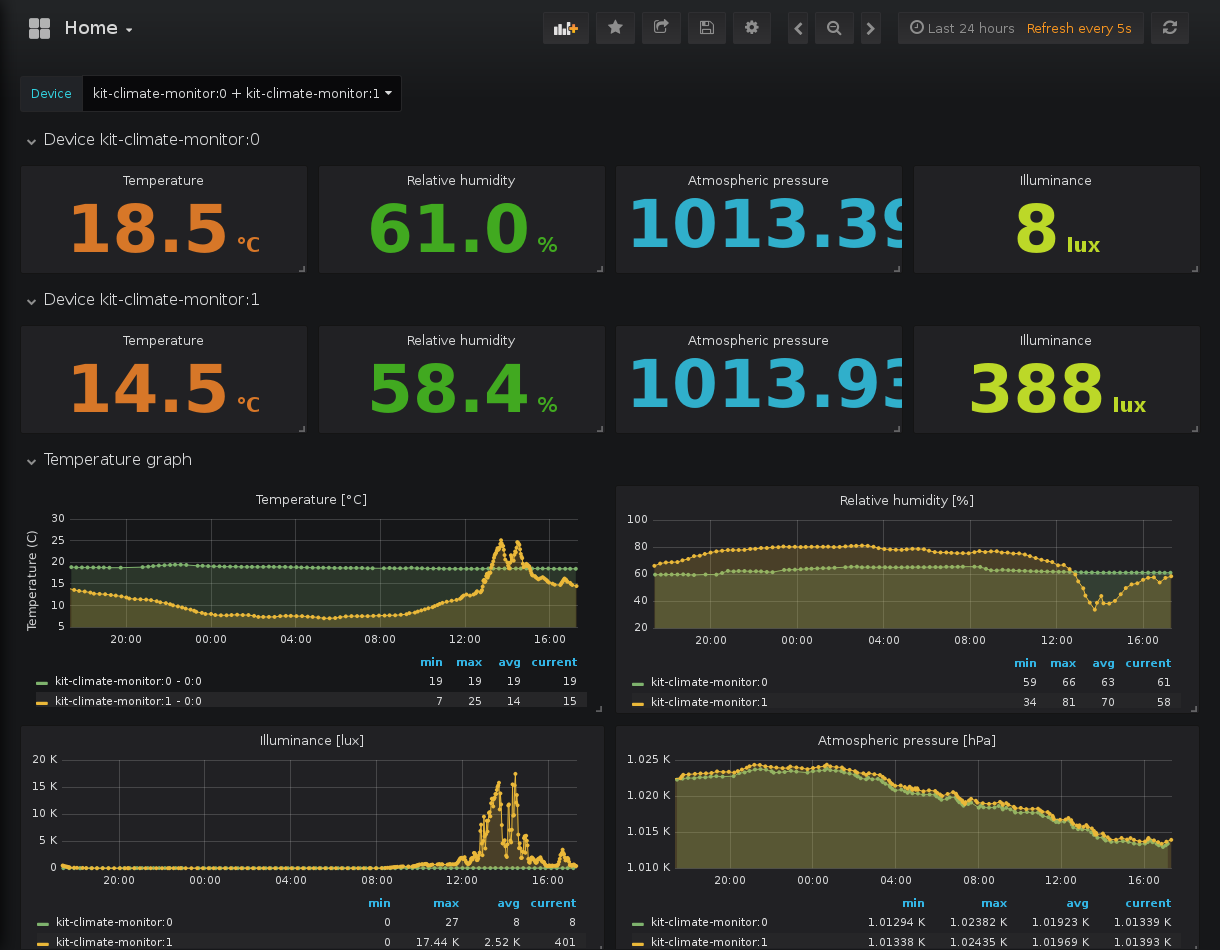 Home
Last 24 hours Refresh every 5s
Device kit-climate-monitor:0 + kit-climate-monitor:1
Device kit-climate-monitor:0
Temperature Relative humidity Atmospheric pressure Illuminance
18.5 °C 61.0 % 1013.39 8 lux
Device kit-climate-monitor:1
Temperature Relative humidity Atmospheric pressure Illuminance
14.5 °C 58.4 % 1013.93 388 lux
Temperature graph
Temperature [°C]
Temperature (C)
30
25
20
15
10
5
20:00 00:00 04:00 08:00 12:00 16:00
min max avg current
kit-climate-monitor:0 - 0:0 19 19 19 19
kit-climate-monitor:1 - 0:0 7 25 14 15
Relative humidity [%]
100
80
60
40
20
20:00 00:00 04:00 08:00 12:00 16:00
min max avg current
kit-climate-monitor:0 59 66 63 61
kit-climate-monitor:1 34 81 70 58
Illuminance [lux]
20 K
15 K
10 K
5 K
0
20:00 00:00 04:00 08:00 12:00 16:00
min max avg current
kit-climate-monitor:0 0 27 8 8
kit-climate-monitor:1 0 17.44 K 2.52 K 401
Atmospheric pressure [hPa]
1.025 K
1.020 K
1.015 K
1.010 K
20:00 00:00 04:00 08:00 12:00 16:00
min max avg current
kit-climate-monitor:0 1.01294 K 1.02382 K 1.01923 K 1.01339 K
kit-climate-monitor:1 1.01338 K 1.02435 K 1.01969 K 1.01393 K